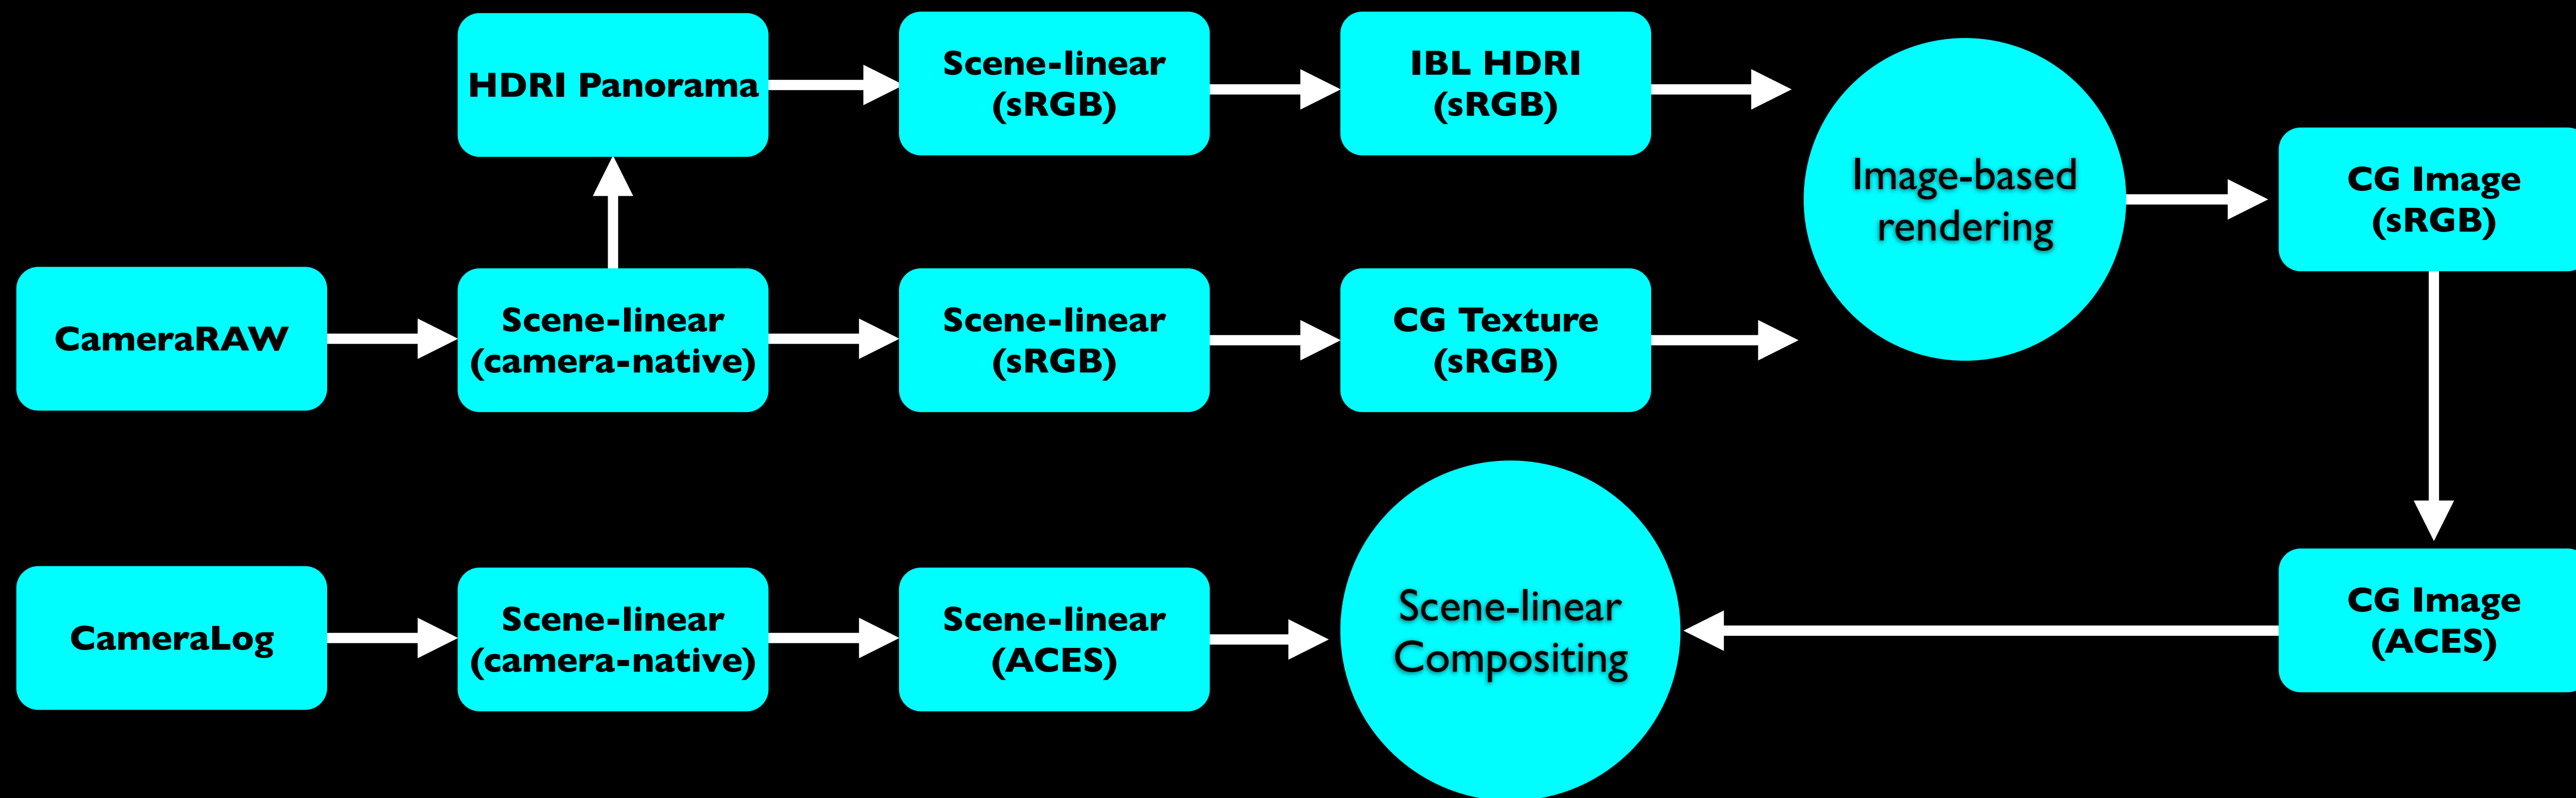 HDRI Panorama
Scene-linear
(sRGB)
IBL HDRI
(sRGB)
Image-based
rendering
CG Image
(sRGB)
CameraRAW
Scene-linear
(camera-native)
Scene-linear
(sRGB)
CG Texture
(sRGB)
CameraLog
Scene-linear
(camera-native)
Scene-linear
(ACES)
Scene-linear
Compositing
CG Image
(ACES)